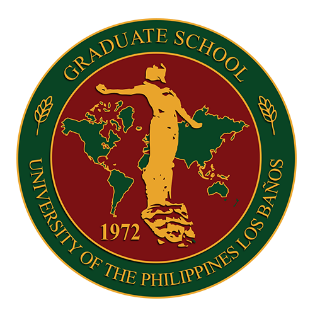 GRADUATE SCHOOL
1972
UNIVERSITY OF THE PHILIPPINES LOS BAÑOS